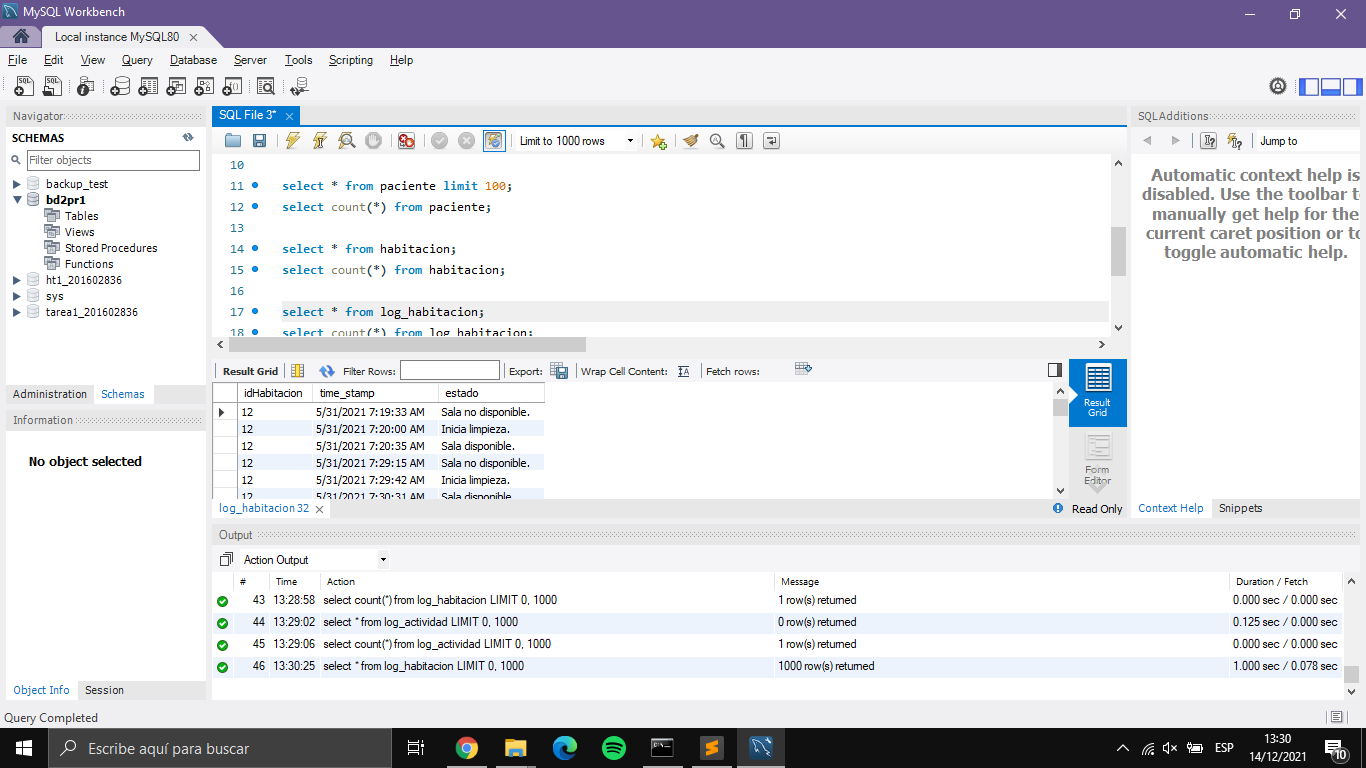 MySQL Workbench
Local instance MySQL80
File Edit View Query Database Server Tools Scripting Help
Navigator
SCHEMAS
Filter objects
backup_test
bd2pr1
Tables
Views
Stored Procedures
Functions
ht1_201602836
sys
tarea1_201602836
Administration Schemas
Information
No object selected
Object Info Session
SQL File 3*
Limit to 1000 rows
10
11 select * from paciente limit 100;
12 select count(*) from paciente;
13
14 select * from habitacion;
15 select count(*) from habitacion;
16
17 select * from log_habitacion;
18 select count(*) from log_habitacion;
Result Grid Filter Rows: Export: Wrap Cell Content: Fetch rows:
idHabitacion time_stamp estado
12 5/31/2021 7:19:33 AM Sala no disponible.
12 5/31/2021 7:20:00 AM Inicia limpieza.
12 5/31/2021 7:20:35 AM Sala disponible.
12 5/31/2021 7:29:15 AM Sala no disponible.
12 5/31/2021 7:29:42 AM Inicia limpieza.
12 5/31/2021 7:30:31 AM Sala disponible.
Result
Grid
Form
Editor
log_habitacion 32
Read Only
SQLAdditions
Jump to
Automatic context help is
disabled. Use the toolbar t
manually get help for the
current caret position or to
toggle automatic help.
Context Help Snippets
Output
Action Output
# Time Action Message Duration / Fetch
43 13:28:58 select count(*) from log_habitacion LIMIT 0, 1000 1 row(s) returned 0.000 sec / 0.000 sec
44 13:29:02 select * from log_actividad LIMIT 0, 1000 0 row(s) returned 0.125 sec / 0.000 sec
45 13:29:06 select count(*) from log_actividad LIMIT 0, 1000 1 row(s) returned 0.000 sec / 0.000 sec
46 13:30:25 select * from log_habitacion LIMIT 0, 1000 1000 row(s) returned 1.000 sec / 0.078 sec
Query Completed
Escribe aquí para buscar
ESP
13:30
14/12/2021
10